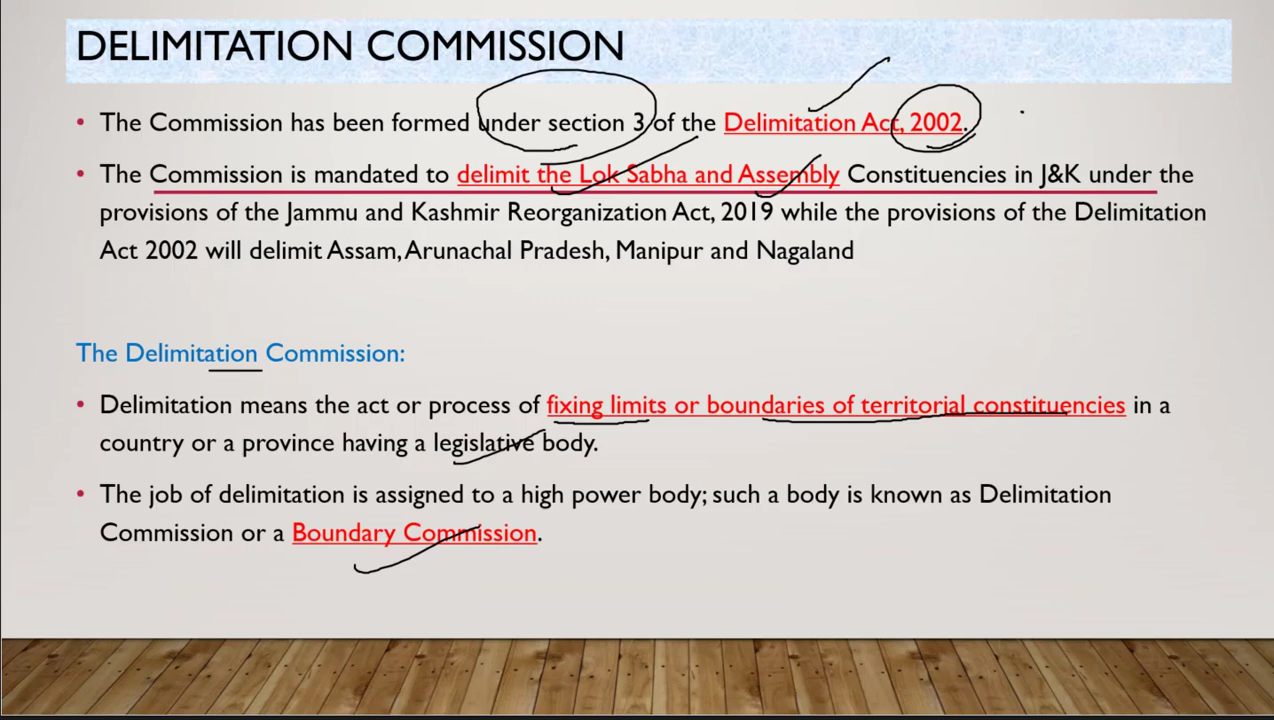 DELIMITATION COMMISSION
• The Commission has been formed under section 3 of the Delimitation Act, 2002.
• The Commission is mandated to delimit the Lok Sabha and Assembly Constituencies in J&K under the
provisions of the Jammu and Kashmir Reorganization Act, 2019 while the provisions of the Delimitation
Act 2002 will delimit Assam, Arunachal Pradesh, Manipur and Nagaland
The Delimitation Commission:
• Delimitation means the act or process of fixing limits or boundaries of territorial constituencies in a
country or a province having a legislative body.
• The job of delimitation is assigned to a high power body; such a body is known as Delimitation
Commission or a Boundary Commission.